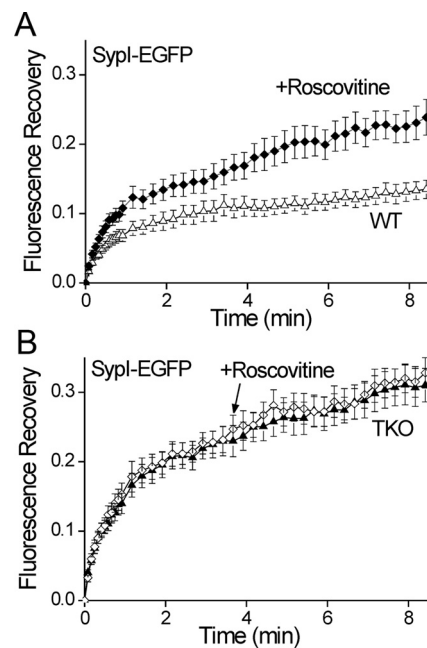 A
SypI-EGFP
+Roscovitine
WT
Fluorescence Recovery
0.3
0.2
0.1
0.0
0 2 4 6 8
Time (min)
B
SypI-EGFP
+Roscovitine
TKO
Fluorescence Recovery
0.3
0.2
0.1
0.0
0 2 4 6 8
Time (min)